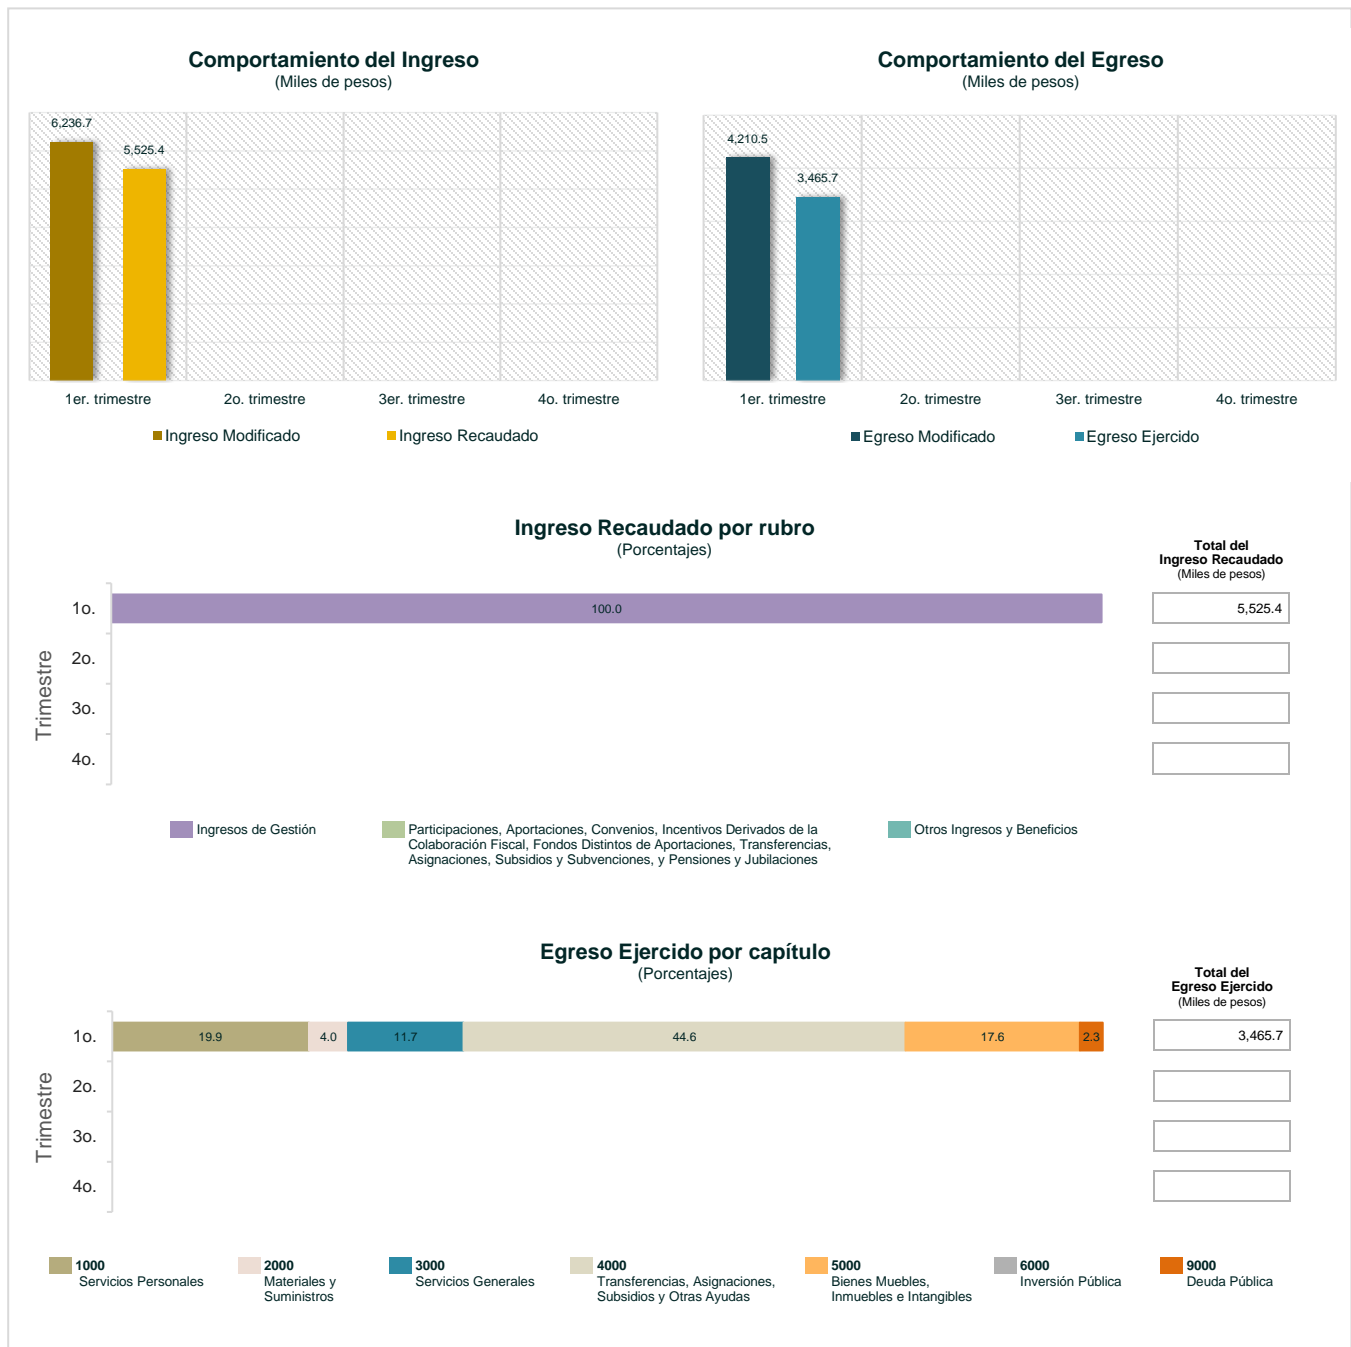 Comportamiento del Ingreso
(Miles de pesos)
6,236.7
5,525.4
1er. trimestre
2o. trimestre
3er. trimestre
4o. trimestre
Ingreso Modificado
Ingreso Recaudado
Comportamiento del Egreso
(Miles de pesos)
4,210.5
3,465.7
1er. trimestre
2o. trimestre
3er. trimestre
4o. trimestre
Egreso Modificado
Egreso Ejercido
Ingreso Recaudado por rubro
(Porcentajes)
Total del
Ingreso Recaudado
(Miles de pesos)
Trimestre
1o.
100.0
5,525.4
2o.
3o.
4o.
Ingresos de Gestión
Participaciones, Aportaciones, Convenios, Incentivos Derivados de la
Colaboración Fiscal, Fondos Distintos de Aportaciones, Transferencias,
Asignaciones, Subsidios y Subvenciones, y Pensiones y Jubilaciones
Otros Ingresos y Beneficios
Egreso Ejercido por capítulo
(Porcentajes)
Total del
Egreso Ejercido
(Miles de pesos)
Trimestre
1o.
19.9
4.0
11.7
44.6
17.6
2.3
3,465.7
2o.
3o.
4o.
1000
Servicios Personales
2000
Materiales y
Suministros
3000
Servicios Generales
4000
Transferencias, Asignaciones,
Subsidios y Otras Ayudas
5000
Bienes Muebles,
Inmuebles e Intangibles
6000
Inversión Pública
9000
Deuda Pública